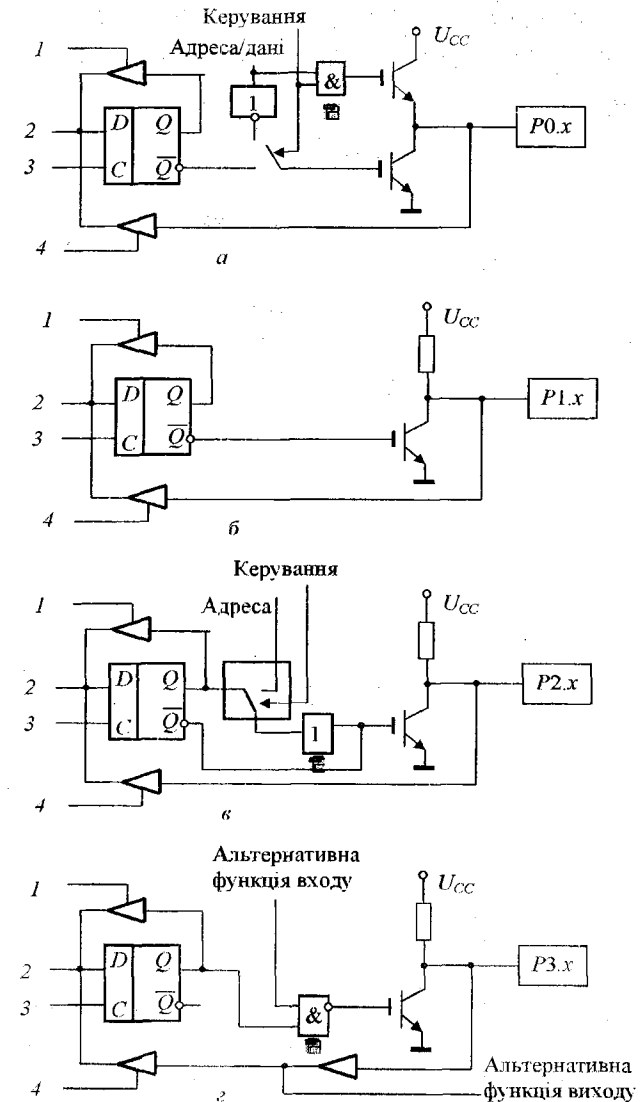 Керування
Адреса/дані
1
U_CC
&
1
2
D Q
P0.x
3
C Q̅
4
а
1
U_CC
2
D Q
P1.x
3
C Q̅
4
б
Керування
1
Адреса
U_CC
2
D Q
P2.x
3
C Q̅
1
4
в
Альтернативна
функція входу
1
U_CC
2
D Q
P3.x
3
C Q̅
&
Альтернативна
4
г
функція виходу